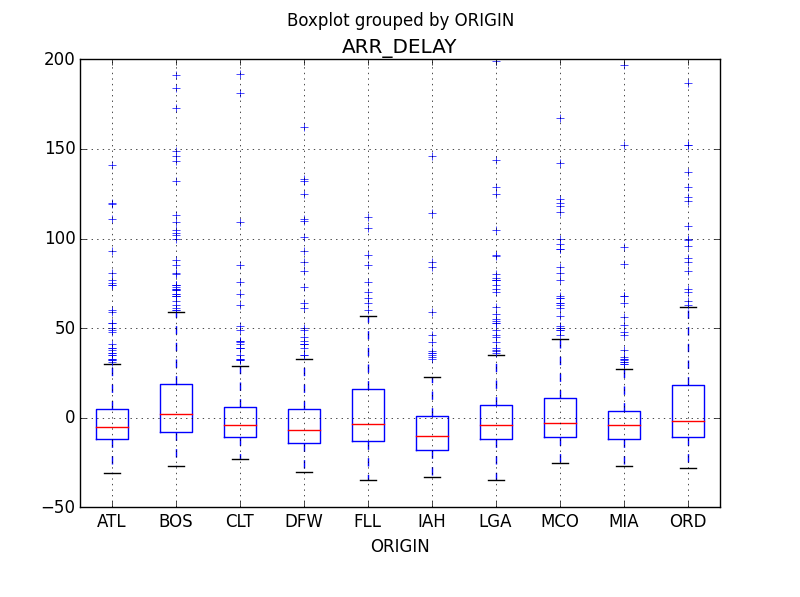 Boxplot grouped by ORIGIN
ARR_DELAY
200
150
100
50
0
−50
ATL BOS CLT DFW FLL IAH LGA MCO MIA ORD
ORIGIN